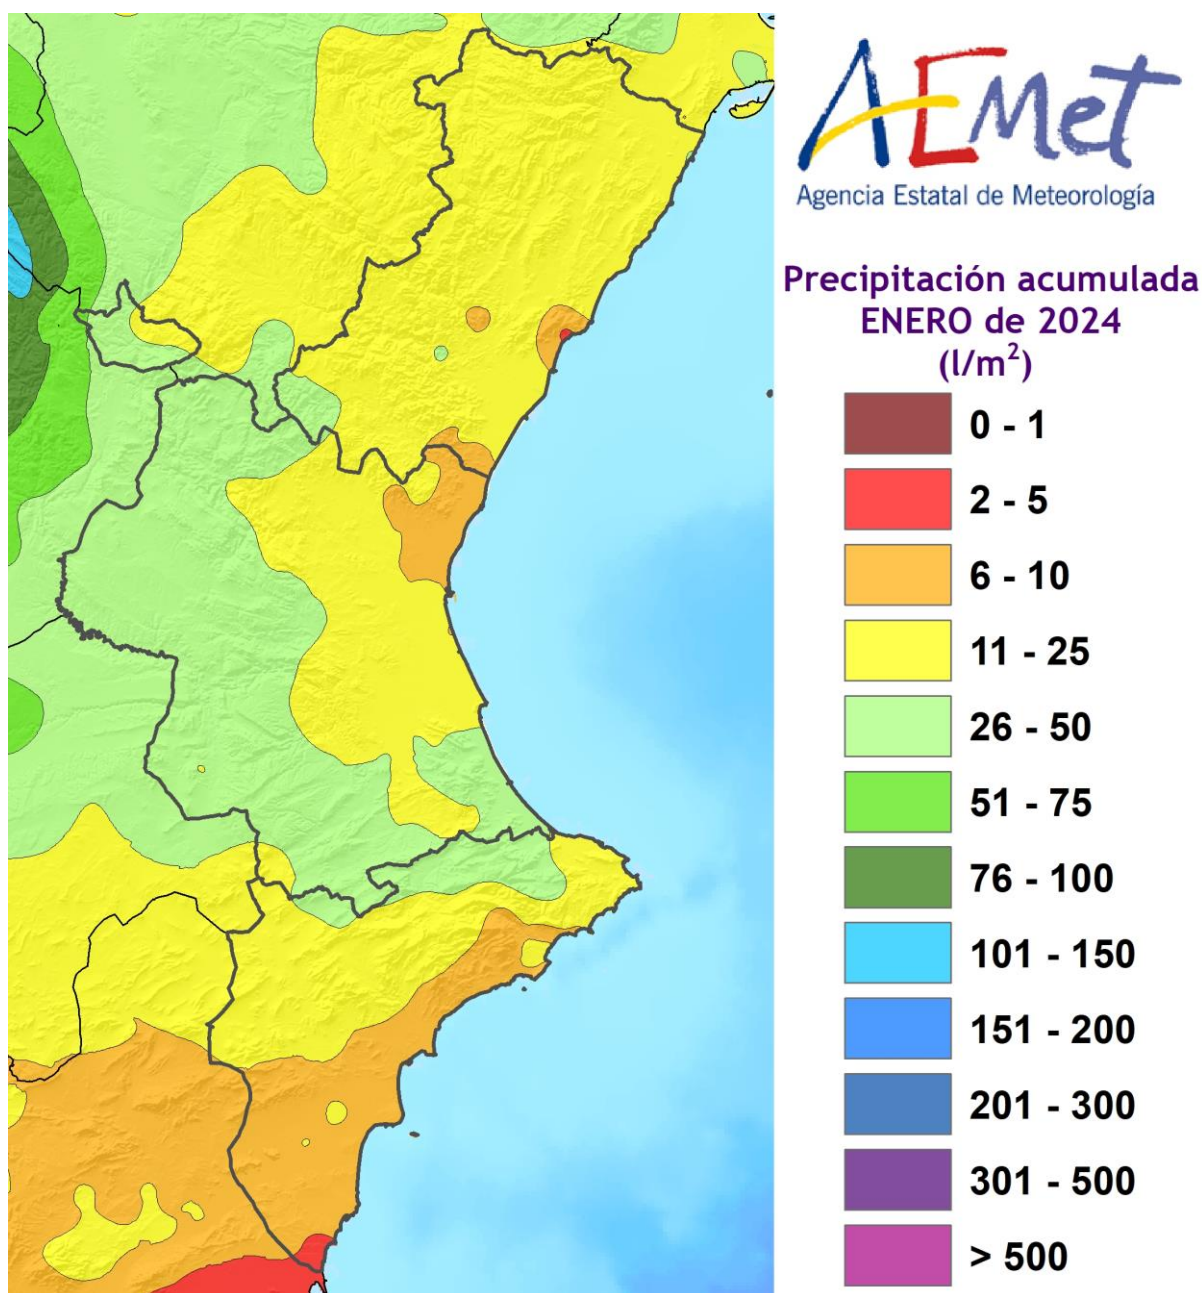 AEMet
Agencia Estatal de Meteorología
Precipitación acumulada
ENERO de 2024
(l/m²)
0 - 1
2 - 5
6 - 10
11 - 25
26 - 50
51 - 75
76 - 100
101 - 150
151 - 200
201 - 300
301 - 500
> 500